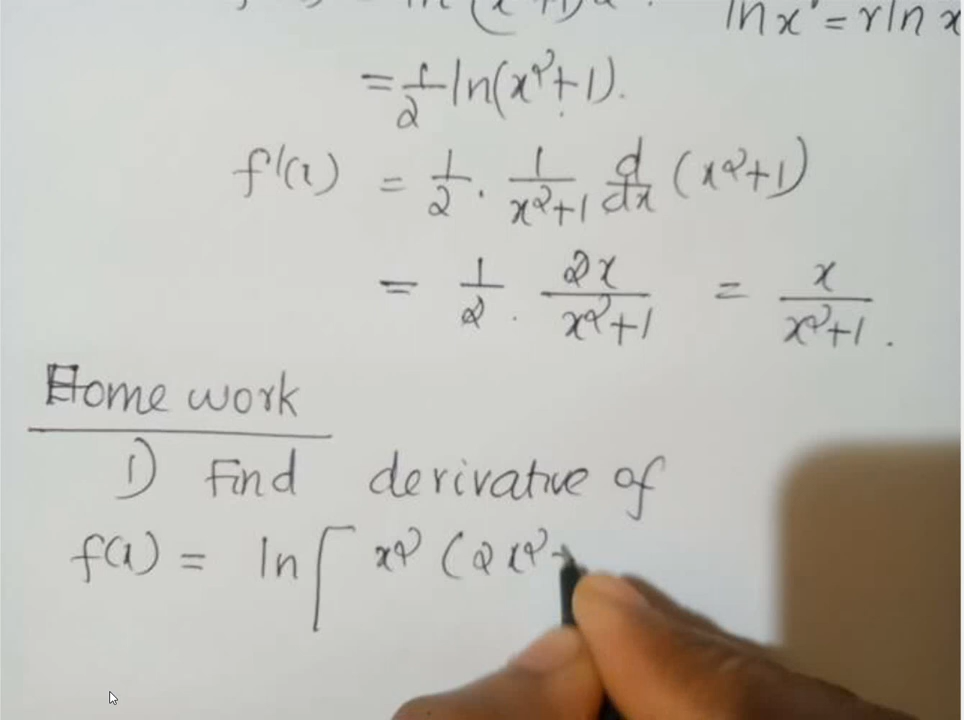 ln xʳ = r ln x
= 1/2 ln(x²+1).
f'(x) = 1/2 · 1/(x²+1) d/dx (x²+1)
= 1/2 · 2x/(x²+1) = x/(x²+1).
Home work
1) Find derivative of
f(x) = ln [ x² (2x²